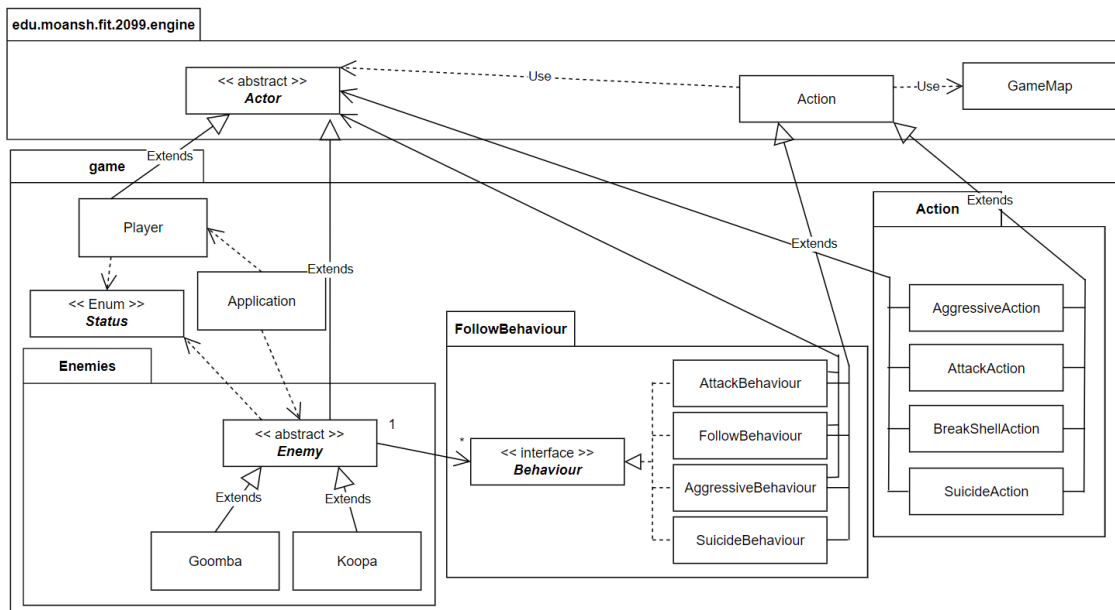 edu.moansh.fit.2099.engine
<< abstract >>
Actor
Use
Action
Use
GameMap
Extends
game
Player
Extends
Application
<< Enum >>
Status
Enemies
<< abstract >>
Enemy
1
*
Extends
Extends
Goomba
Koopa
FollowBehaviour
<< interface >>
Behaviour
AttackBehaviour
FollowBehaviour
AggressiveBehaviour
SuicideBehaviour
Extends
Action
Extends
AggressiveAction
AttackAction
BreakShellAction
SuicideAction